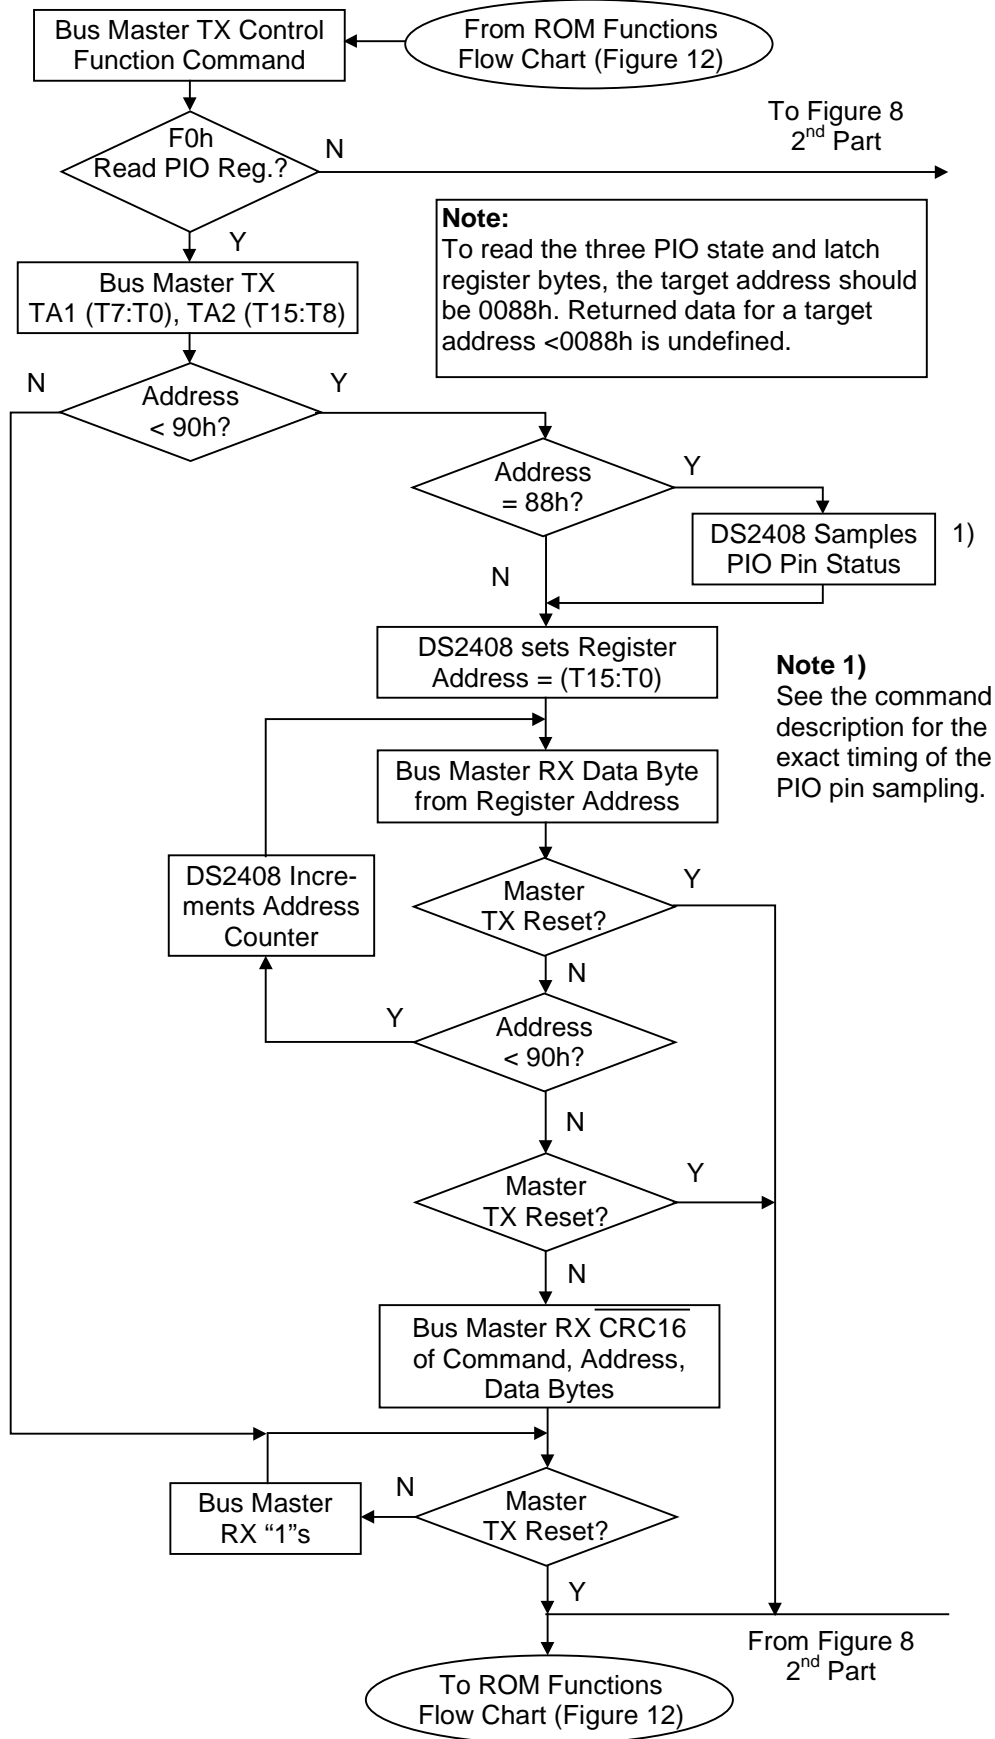 Bus Master TX Control
Function Command
From ROM Functions
Flow Chart (Figure 12)
To Figure 8
2nd Part
F0h
Read PIO Reg.?
N
Y
Note:
To read the three PIO state and latch
register bytes, the target address should
be 0088h. Returned data for a target
address <0088h is undefined.
Bus Master TX
TA1 (T7:T0), TA2 (T15:T8)
N
Y
Address
< 90h?
Address
= 88h?
Y
DS2408 Samples
PIO Pin Status
1)
N
DS2408 sets Register
Address = (T15:T0)
Note 1)
See the command
description for the
exact timing of the
PIO pin sampling.
Bus Master RX Data Byte
from Register Address
DS2408 Incre-
ments Address
Counter
Master
TX Reset?
Y
N
Y
Address
< 90h?
N
Master
TX Reset?
Y
N
Bus Master RX CRC16
of Command, Address,
Data Bytes
Bus Master
RX “1”s
N
Master
TX Reset?
Y
From Figure 8
2nd Part
To ROM Functions
Flow Chart (Figure 12)